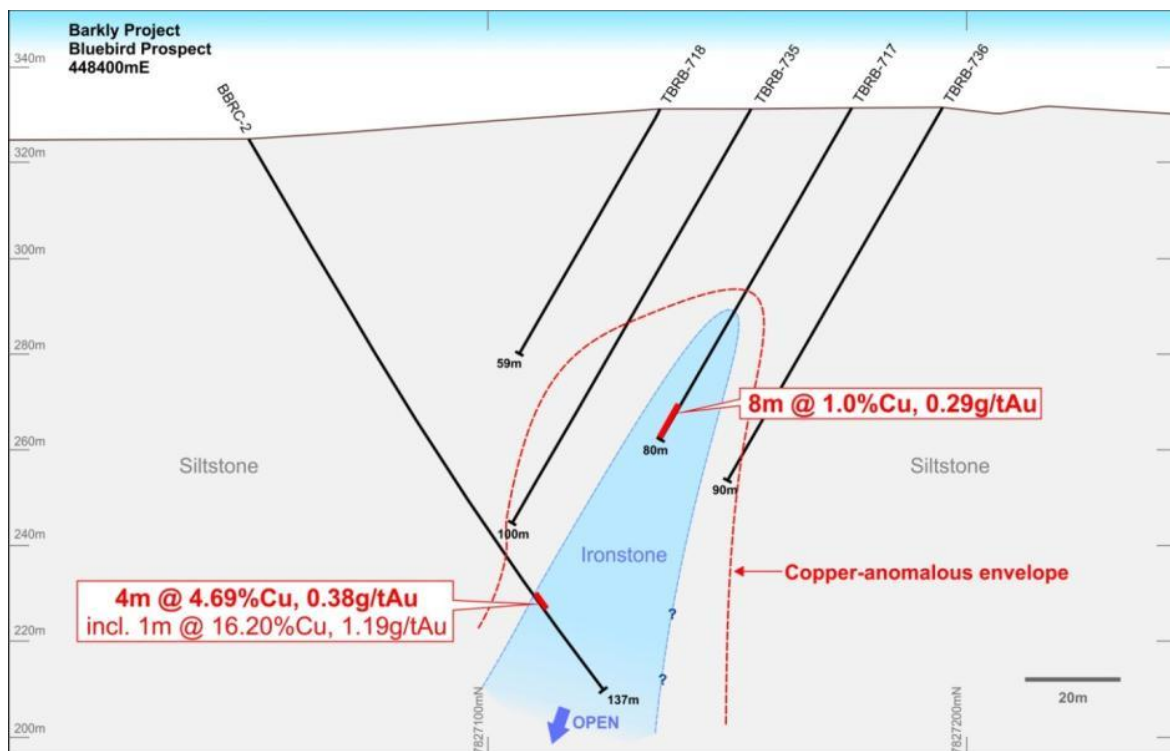 Barkly Project
Bluebird Prospect
448400mE
340m
320m
300m
280m
260m
240m
220m
200m
BBRC-2
TBRB-718
TBRB-735
TBRB-717
TBRB-736
59m
8m @ 1.0%Cu, 0.29g/tAu
80m
Siltstone
Siltstone
90m
100m
Ironstone
Copper-anomalous envelope
4m @ 4.69%Cu, 0.38g/tAu
incl. 1m @ 16.20%Cu, 1.19g/tAu
?
?
137m
OPEN
20m
7827100mN
7827200mN